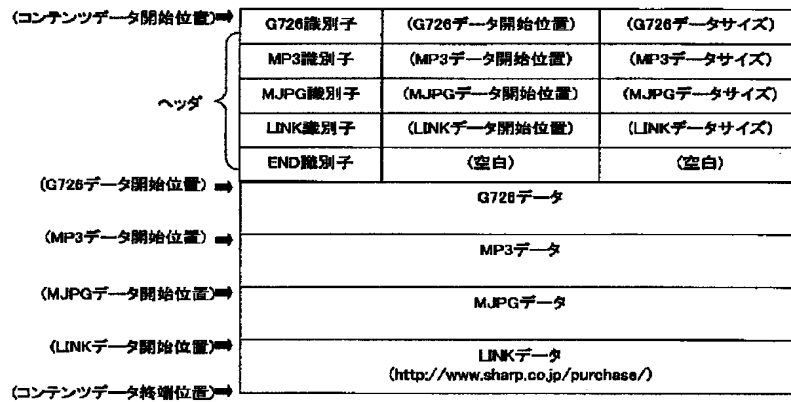 (コンテンツデータ開始位置)➡
G726識別子 (G726データ開始位置) (G726データサイズ)
MP3識別子 (MP3データ開始位置) (MP3データサイズ)
ヘッダ
MJPG識別子 (MJPGデータ開始位置) (MJPGデータサイズ)
LINK識別子 (LINKデータ開始位置) (LINKデータサイズ)
END識別子 (空白) (空白)
(G726データ開始位置) ➡
G726データ
(MP3データ開始位置) ➡
MP3データ
(MJPGデータ開始位置)➡
MJPGデータ
(LINKデータ開始位置)➡
LINKデータ
(http://www.sharp.co.jp/purchase/)
(コンテンツデータ終端位置)➡